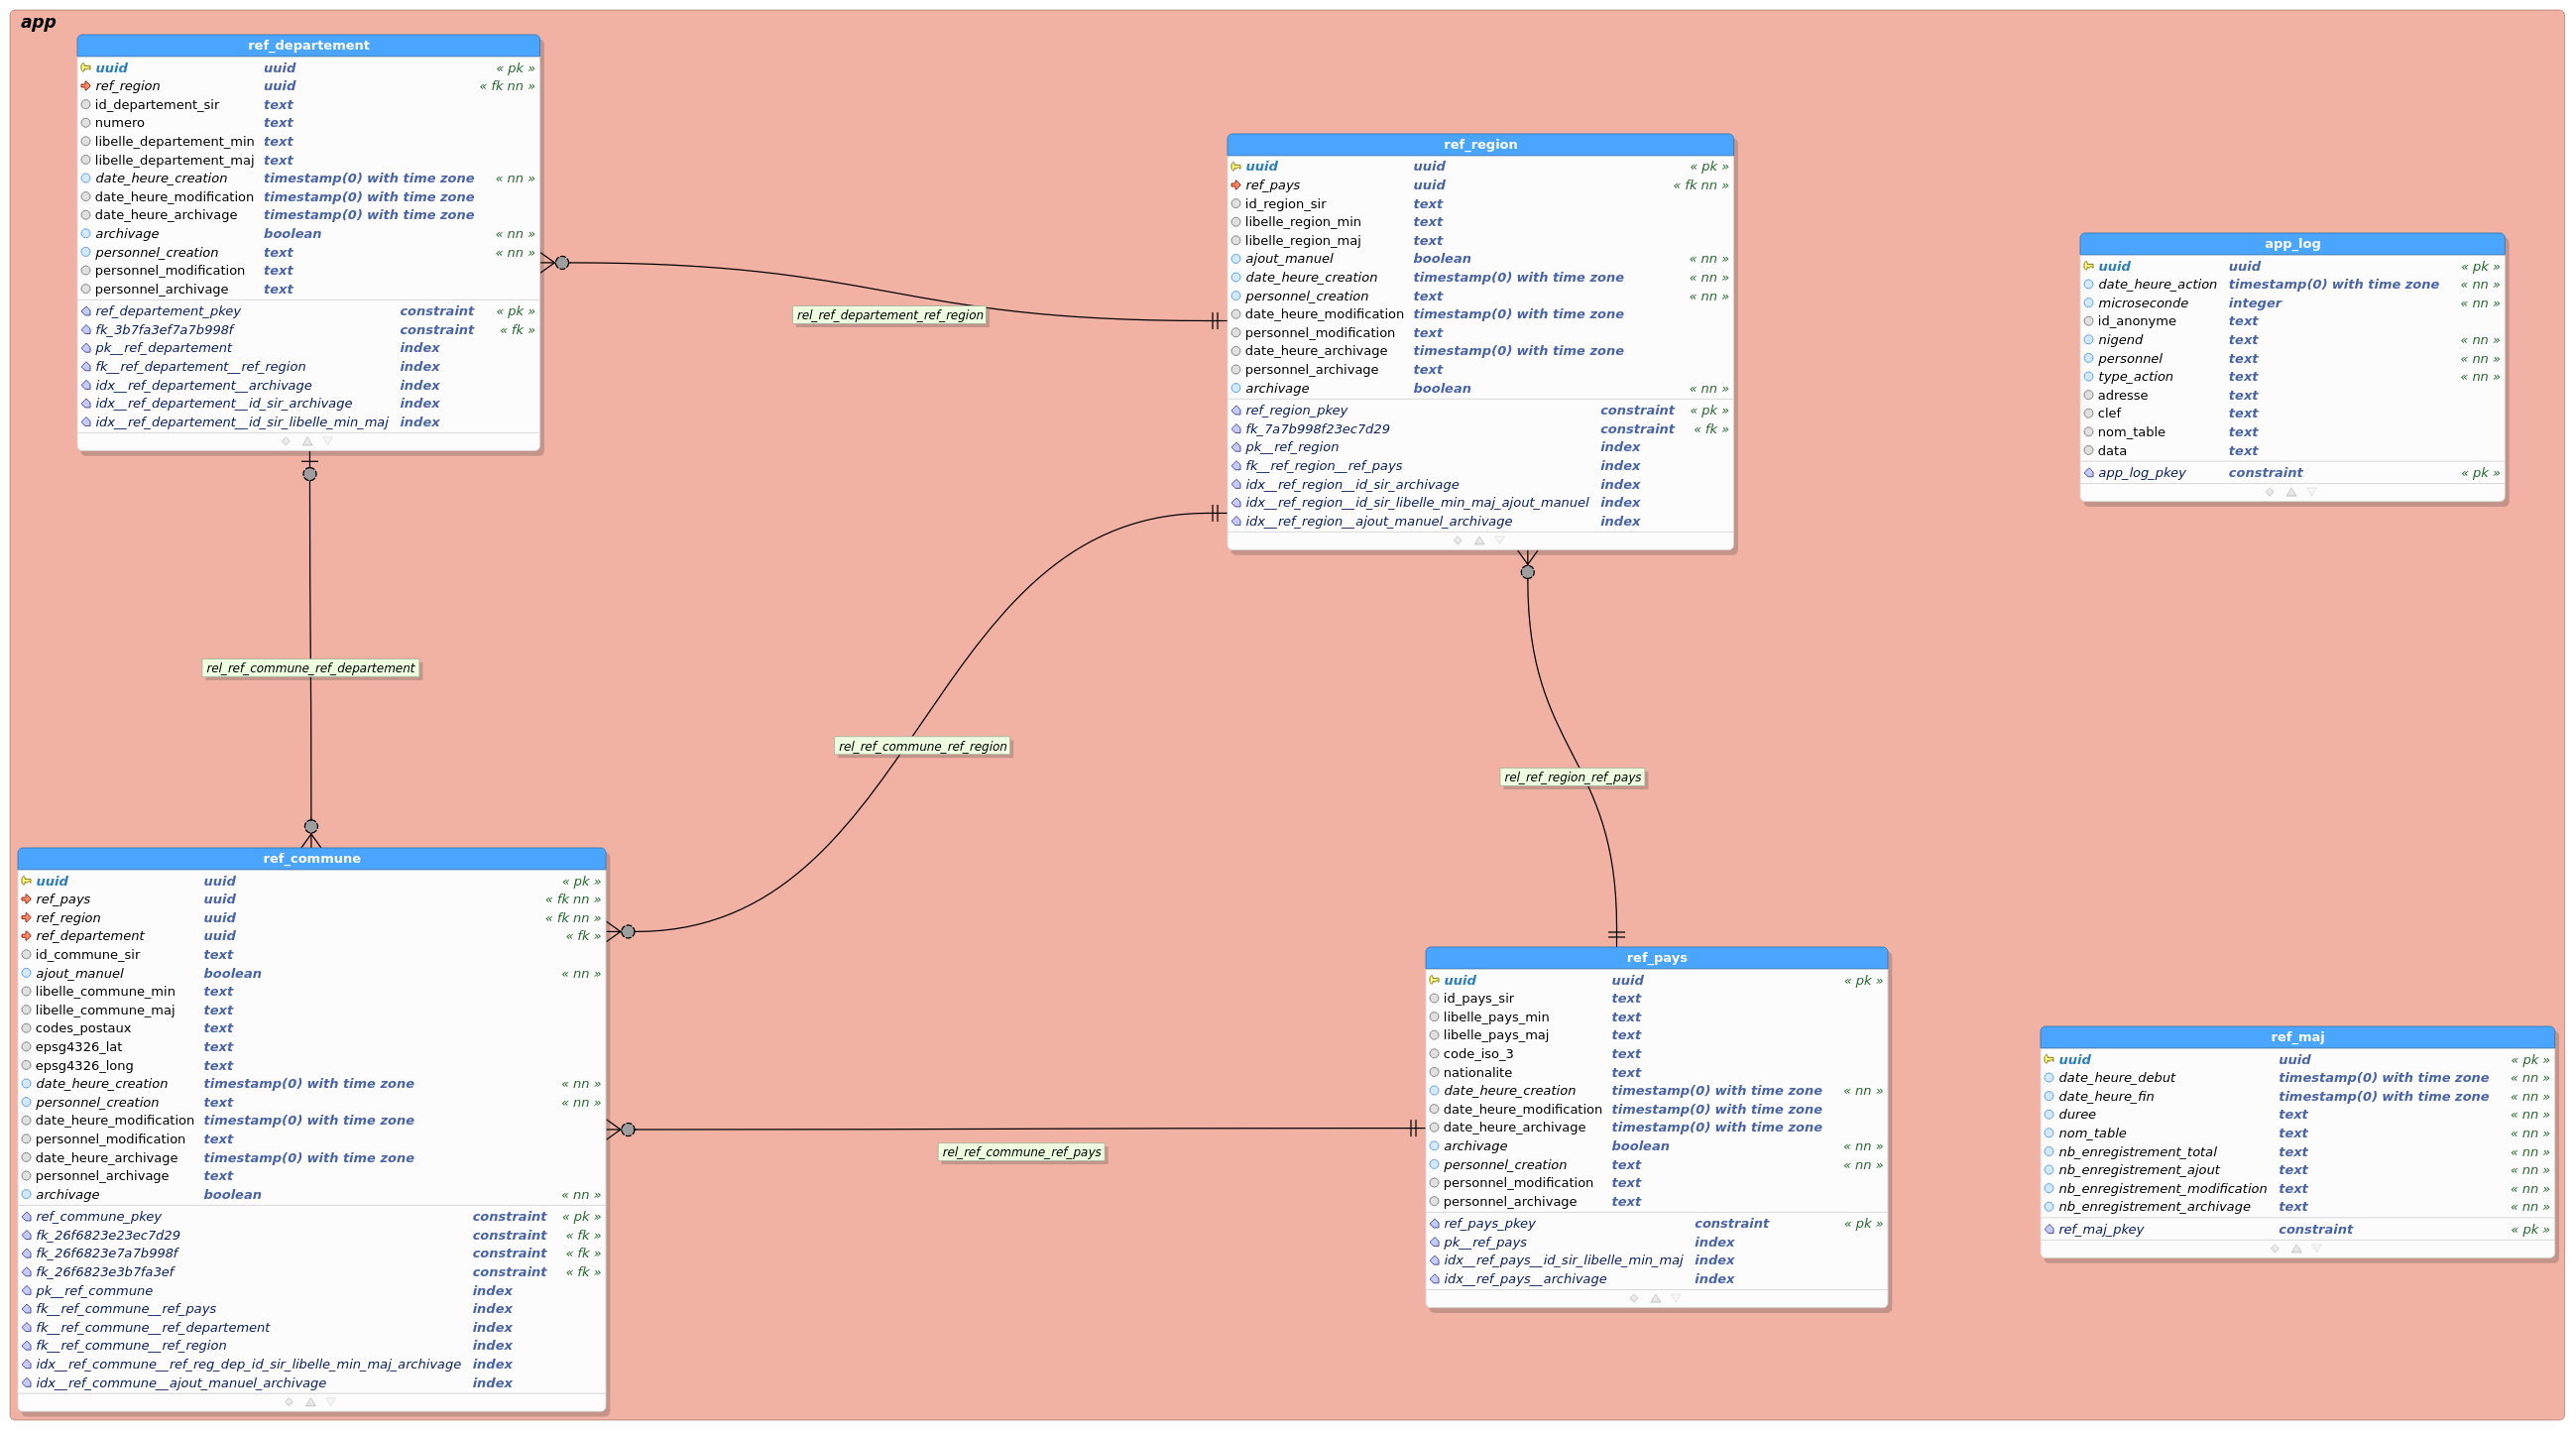 app
ref_departement
uuid uuid « pk »
ref_region uuid « fk nn »
id_departement_sir text
numero text
libelle_departement_min text
libelle_departement_maj text
date_heure_creation timestamp(0) with time zone « nn »
date_heure_modification timestamp(0) with time zone
date_heure_archivage timestamp(0) with time zone
archivage boolean « nn »
personnel_creation text « nn »
personnel_modification text
personnel_archivage text
ref_departement_pkey constraint « pk »
fk_3b7fa3ef7a7b998f constraint « fk »
pk__ref_departement index
fk__ref_departement__ref_region index
idx__ref_departement__archivage index
idx__ref_departement__id_sir_archivage index
idx__ref_departement__id_sir_libelle_min_maj index
rel_ref_departement_ref_region
ref_region
uuid uuid « pk »
ref_pays uuid « fk nn »
id_region_sir text
libelle_region_min text
libelle_region_maj text
ajout_manuel boolean « nn »
date_heure_creation timestamp(0) with time zone « nn »
personnel_creation text « nn »
date_heure_modification timestamp(0) with time zone
personnel_modification text
date_heure_archivage timestamp(0) with time zone
personnel_archivage text
archivage boolean « nn »
ref_region_pkey constraint « pk »
fk_7a7b998f23ec7d29 constraint « fk »
pk__ref_region index
fk__ref_region__ref_pays index
idx__ref_region__id_sir_archivage index
idx__ref_region__id_sir_libelle_min_maj_ajout_manuel index
idx__ref_region__ajout_manuel_archivage index
app_log
uuid uuid « pk »
date_heure_action timestamp(0) with time zone « nn »
microseconde integer « nn »
id_anonyme text
nigend text « nn »
personnel text « nn »
type_action text « nn »
adresse text
clef text
nom_table text
data text
app_log_pkey constraint « pk »
rel_ref_commune_ref_departement
rel_ref_commune_ref_region
rel_ref_region_ref_pays
ref_commune
uuid uuid « pk »
ref_pays uuid « fk nn »
ref_region uuid « fk nn »
ref_departement uuid « fk »
id_commune_sir text
ajout_manuel boolean « nn »
libelle_commune_min text
libelle_commune_maj text
codes_postaux text
epsg4326_lat text
epsg4326_long text
date_heure_creation timestamp(0) with time zone « nn »
personnel_creation text « nn »
date_heure_modification timestamp(0) with time zone
personnel_modification text
date_heure_archivage timestamp(0) with time zone
personnel_archivage text
archivage boolean « nn »
ref_commune_pkey constraint « pk »
fk_26f6823e23ec7d29 constraint « fk »
fk_26f6823e7a7b998f constraint « fk »
fk_26f6823e3b7fa3ef constraint « fk »
pk__ref_commune index
fk__ref_commune__ref_pays index
fk__ref_commune__ref_departement index
fk__ref_commune__ref_region index
idx__ref_commune__ref_reg_dep_id_sir_libelle_min_maj_archivage index
idx__ref_commune__ajout_manuel_archivage index
rel_ref_commune_ref_pays
ref_pays
uuid uuid « pk »
id_pays_sir text
libelle_pays_min text
libelle_pays_maj text
code_iso_3 text
nationalite text
date_heure_creation timestamp(0) with time zone « nn »
date_heure_modification timestamp(0) with time zone
date_heure_archivage timestamp(0) with time zone
archivage boolean « nn »
personnel_creation text « nn »
personnel_modification text
personnel_archivage text
ref_pays_pkey constraint « pk »
pk__ref_pays index
idx__ref_pays__id_sir_libelle_min_maj index
idx__ref_pays__archivage index
ref_maj
uuid uuid « pk »
date_heure_debut timestamp(0) with time zone « nn »
date_heure_fin timestamp(0) with time zone « nn »
duree text « nn »
nom_table text « nn »
nb_enregistrement_total text « nn »
nb_enregistrement_ajout text « nn »
nb_enregistrement_modification text « nn »
nb_enregistrement_archivage text « nn »
ref_maj_pkey constraint « pk »